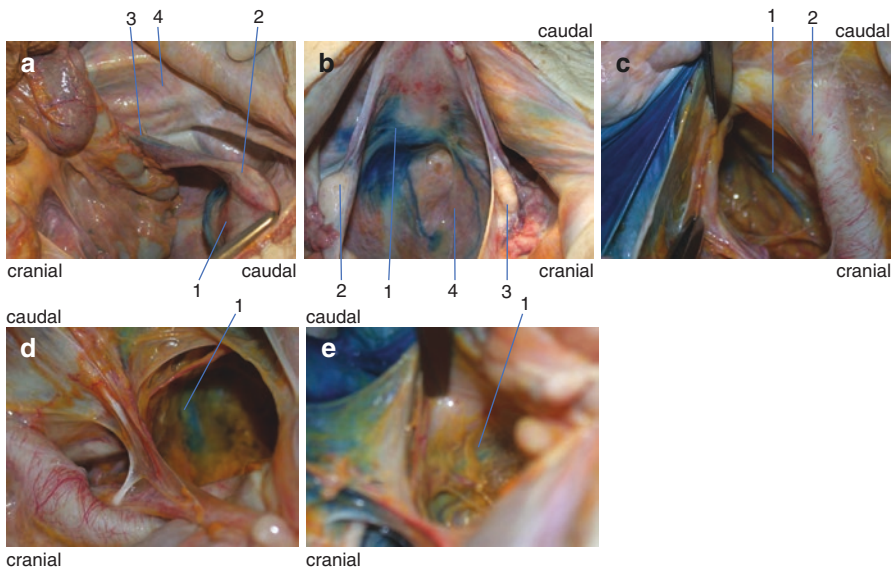 3 4 2
a
cranial caudal
1
caudal
b
cranial
2 1 4 3
1 2
caudal
c
cranial
caudal
1
d
cranial
caudal
1
e
cranial